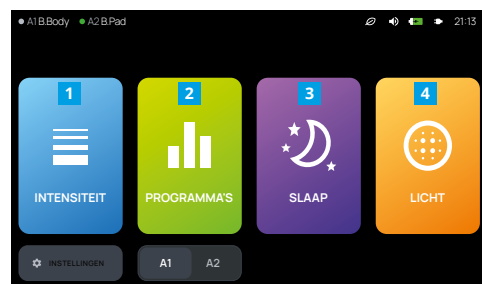 A1 B.Body A2 B.Pad 21:13
1 2 3 4
INTENSITEIT PROGRAMMA'S SLAAP LICHT
INSTELLINGEN A1 A2